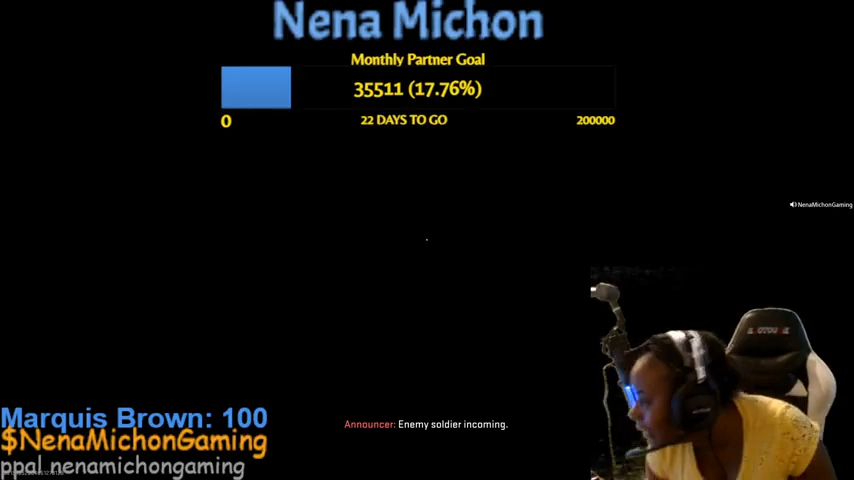 Nena Michon
Monthly Partner Goal
35511 (17.76%)
0 22 DAYS TO GO 200000
NenaMichonGaming
Announcer: Enemy soldier incoming.
Marquis Brown: 100
$NenaMichonGaming
ppal nenamichongaming